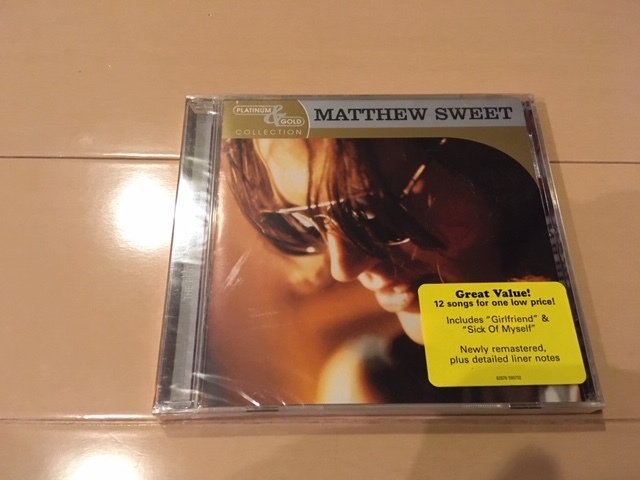 PLATINUM
&
GOLD
COLLECTION
MATTHEW SWEET
Great Value!
12 songs for one low price!
Includes "Girlfriend" &
"Sick Of Myself"
Newly remastered,
plus detailed liner notes